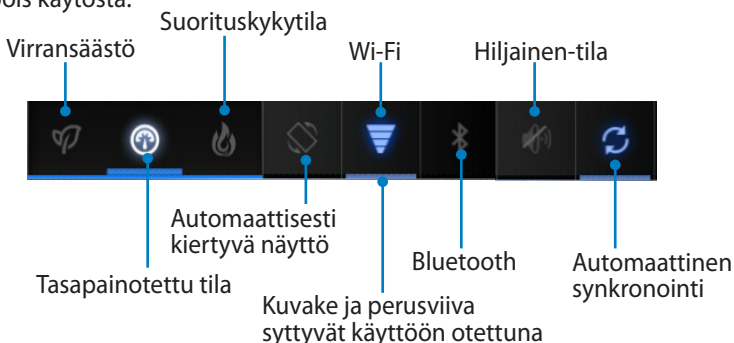 pois käytöstä.
Suorituskykytila
Virransäästö
Wi-Fi
Hiljainen-tila
Automaattisesti
kiertyvä näyttö
Bluetooth
Automaattinen
synkronointi
Tasapainotettu tila
Kuvake ja perusviiva
syttyvät käyttöön otettuna